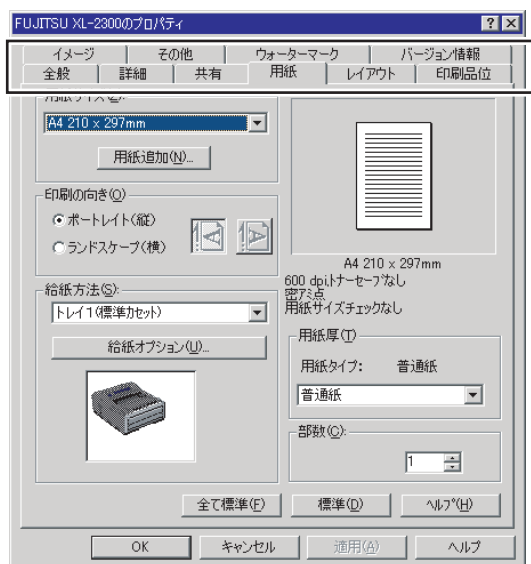 FUJITSU XL-2300のプロパティ
イメージ その他 ウォーターマーク バージョン情報
全般 詳細 共有 用紙 レイアウト 印刷品位
用紙サイズ(Z):
A4 210 x 297mm
用紙追加(N)...
印刷の向き(O)
ポートレイト(縦)
ランドスケープ(横)
A4 210 x 297mm
600 dpi,トナーセーブなし
密アミ点
用紙サイズチェックなし
給紙方法(S):
トレイ1(標準カセット)
給紙オプション(U)...
用紙厚(T)
用紙タイプ: 普通紙
普通紙
部数(C):
1
全て標準(F) 標準(D) ヘルプ(H)
OK キャンセル 適用(A) ヘルプ